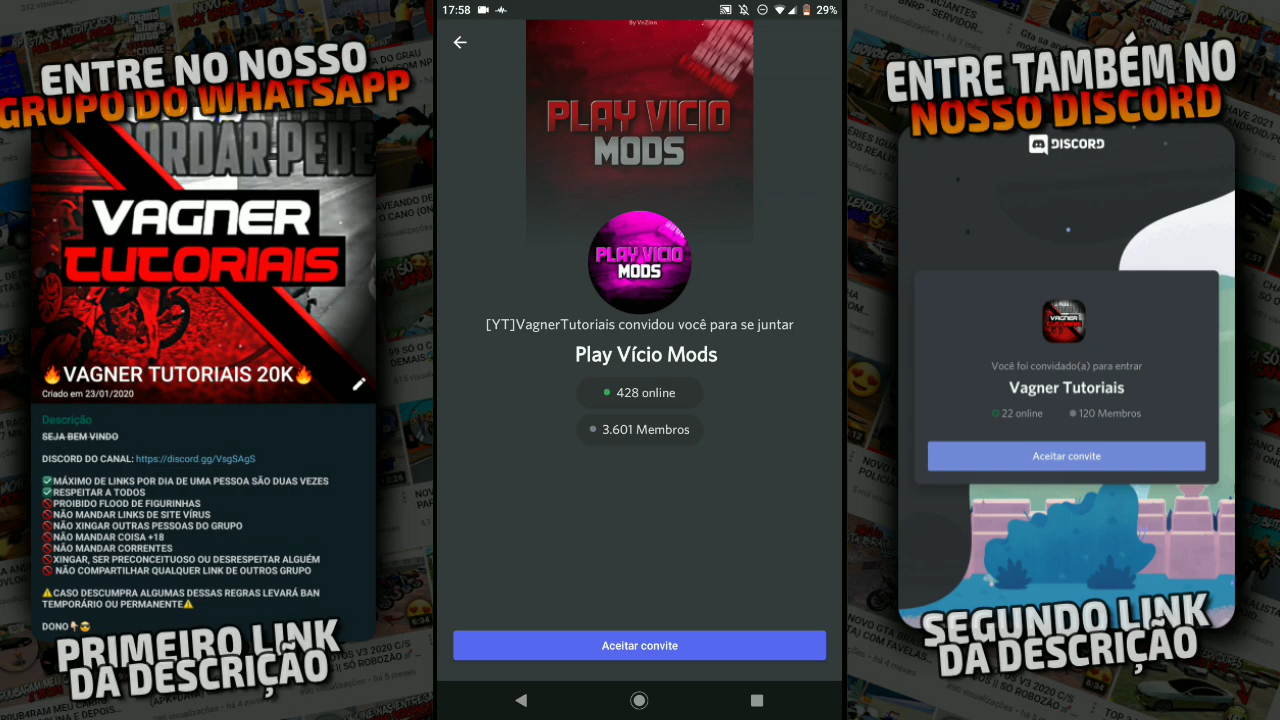 ENTRE NO NOSSO
GRUPO DO WHATSAPP
VAGNER
TUTORIAIS
🔥VAGNER TUTORIAIS 20K🔥
Criado em 23/01/2020
Descrição
SEJA BEM VINDO
DISCORD DO CANAL: https://discord.gg/VsgSAgS
✅MÁXIMO DE LINKS POR DIA DE UMA PESSOA SÃO DUAS VEZES
✅RESPEITAR A TODOS
🚫PROIBIDO FLOOD DE FIGURINHAS
🚫NÃO MANDAR LINKS DE SITE VÍRUS
🚫NÃO XINGAR OUTRAS PESSOAS DO GRUPO
🚫NÃO MANDAR COISA +18
🚫NÃO MANDAR CORRENTES
🚫XINGAR, SER PRECONCEITUOSO OU DESRESPEITAR ALGUÉM
🚫 NÃO COMPARTILHAR QUALQUER LINK DE OUTROS GRUPO
⚠️CASO DESCUMPRA ALGUMAS DESSAS REGRAS LEVARÁ BAN
TEMPORÁRIO OU PERMANENTE⚠️
DONO👇🏻😎
PRIMEIRO LINK
DA DESCRIÇÃO
17:58
29%
By VnZinn
PLAY VICIO
MODS
PLAY VICIO
MODS
[YT]VagnerTutoriais convidou você para se juntar
Play Vício Mods
428 online
3.601 Membros
Aceitar convite
ENTRE TAMBÉM NO
NOSSO DISCORD
DISCORD
VAGNER
TUTORIAIS
Você foi convidado(a) para entrar
Vagner Tutoriais
22 online
120 Membros
Aceitar convite
SEGUNDO LINK
DA DESCRIÇÃO